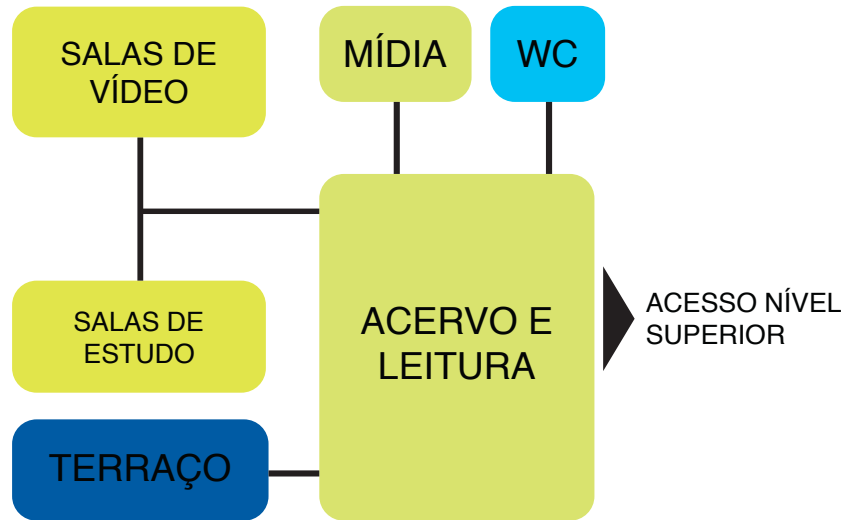 SALAS DE
VÍDEO
MÍDIA
WC
SALAS DE
ESTUDO
ACERVO E
LEITURA
ACESSO NÍVEL
SUPERIOR
TERRAÇO